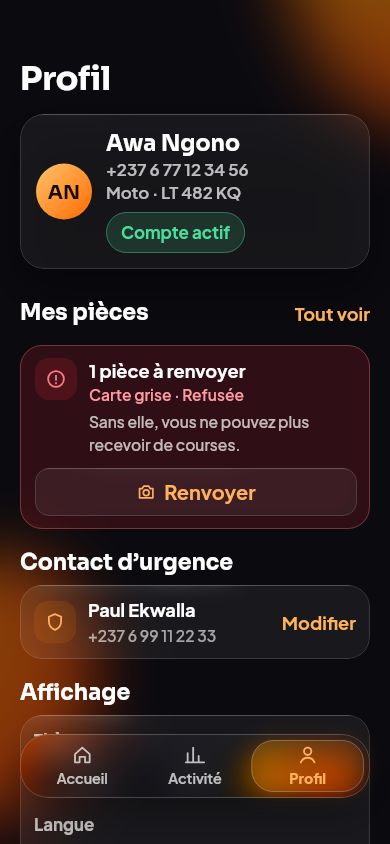 Profil
Awa Ngono
+237 6 77 12 34 56
AN
Moto · LT 482 KQ
Compte actif
Mes pièces
Tout voir
1 pièce à renvoyer
Carte grise · Refusée
Sans elle, vous ne pouvez plus
recevoir de courses.
Renvoyer
Contact d’urgence
Paul Ekwalla
+237 6 99 11 22 33
Modifier
Affichage
Accueil
Activité
Profil
Langue